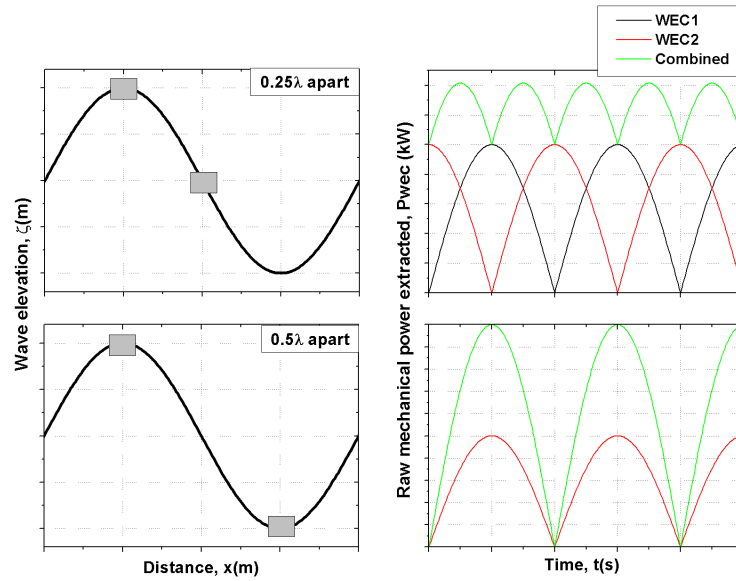 WEC1
WEC2
Combined
0.25λ apart
0.5λ apart
Wave elevation, ζ(m)
Distance, x(m)
Raw mechanical power extracted, Pwec (kW)
Time, t(s)